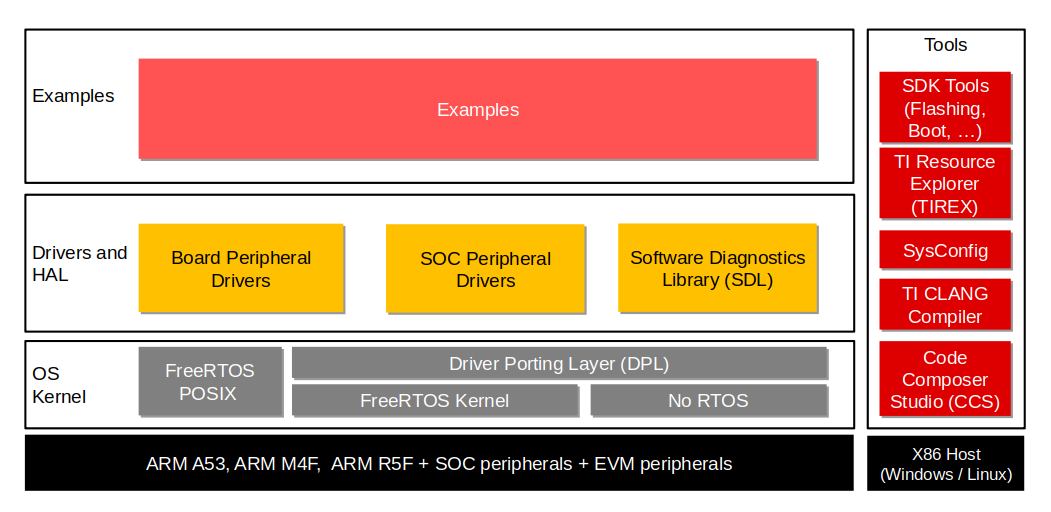 Examples
Examples
Drivers and
HAL
Board Peripheral
Drivers
SOC Peripheral
Drivers
Software Diagnostics
Library (SDL)
OS
Kernel
FreeRTOS
POSIX
Driver Porting Layer (DPL)
FreeRTOS Kernel
No RTOS
ARM A53, ARM M4F, ARM R5F + SOC peripherals + EVM peripherals
Tools
SDK Tools
(Flashing,
Boot, …)
TI Resource
Explorer
(TIREX)
SysConfig
TI CLANG
Compiler
Code
Composer
Studio (CCS)
X86 Host
(Windows / Linux)